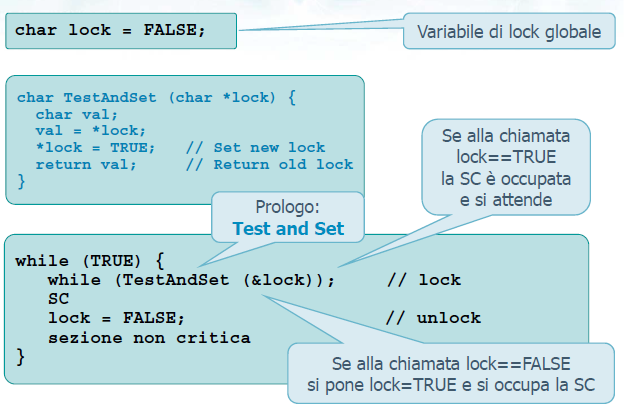 char lock = FALSE;
Variabile di lock globale
char TestAndSet (char *lock) {
char val;
val = *lock;
*lock = TRUE;   // Set new lock
return val;     // Return old lock
}
Se alla chiamata
lock==TRUE
la SC è occupata
e si attende
Prologo:
Test and Set
while (TRUE) {
while (TestAndSet (&lock));     // lock
SC
lock = FALSE;                   // unlock
sezione non critica
}
Se alla chiamata lock==FALSE
si pone lock=TRUE e si occupa la SC